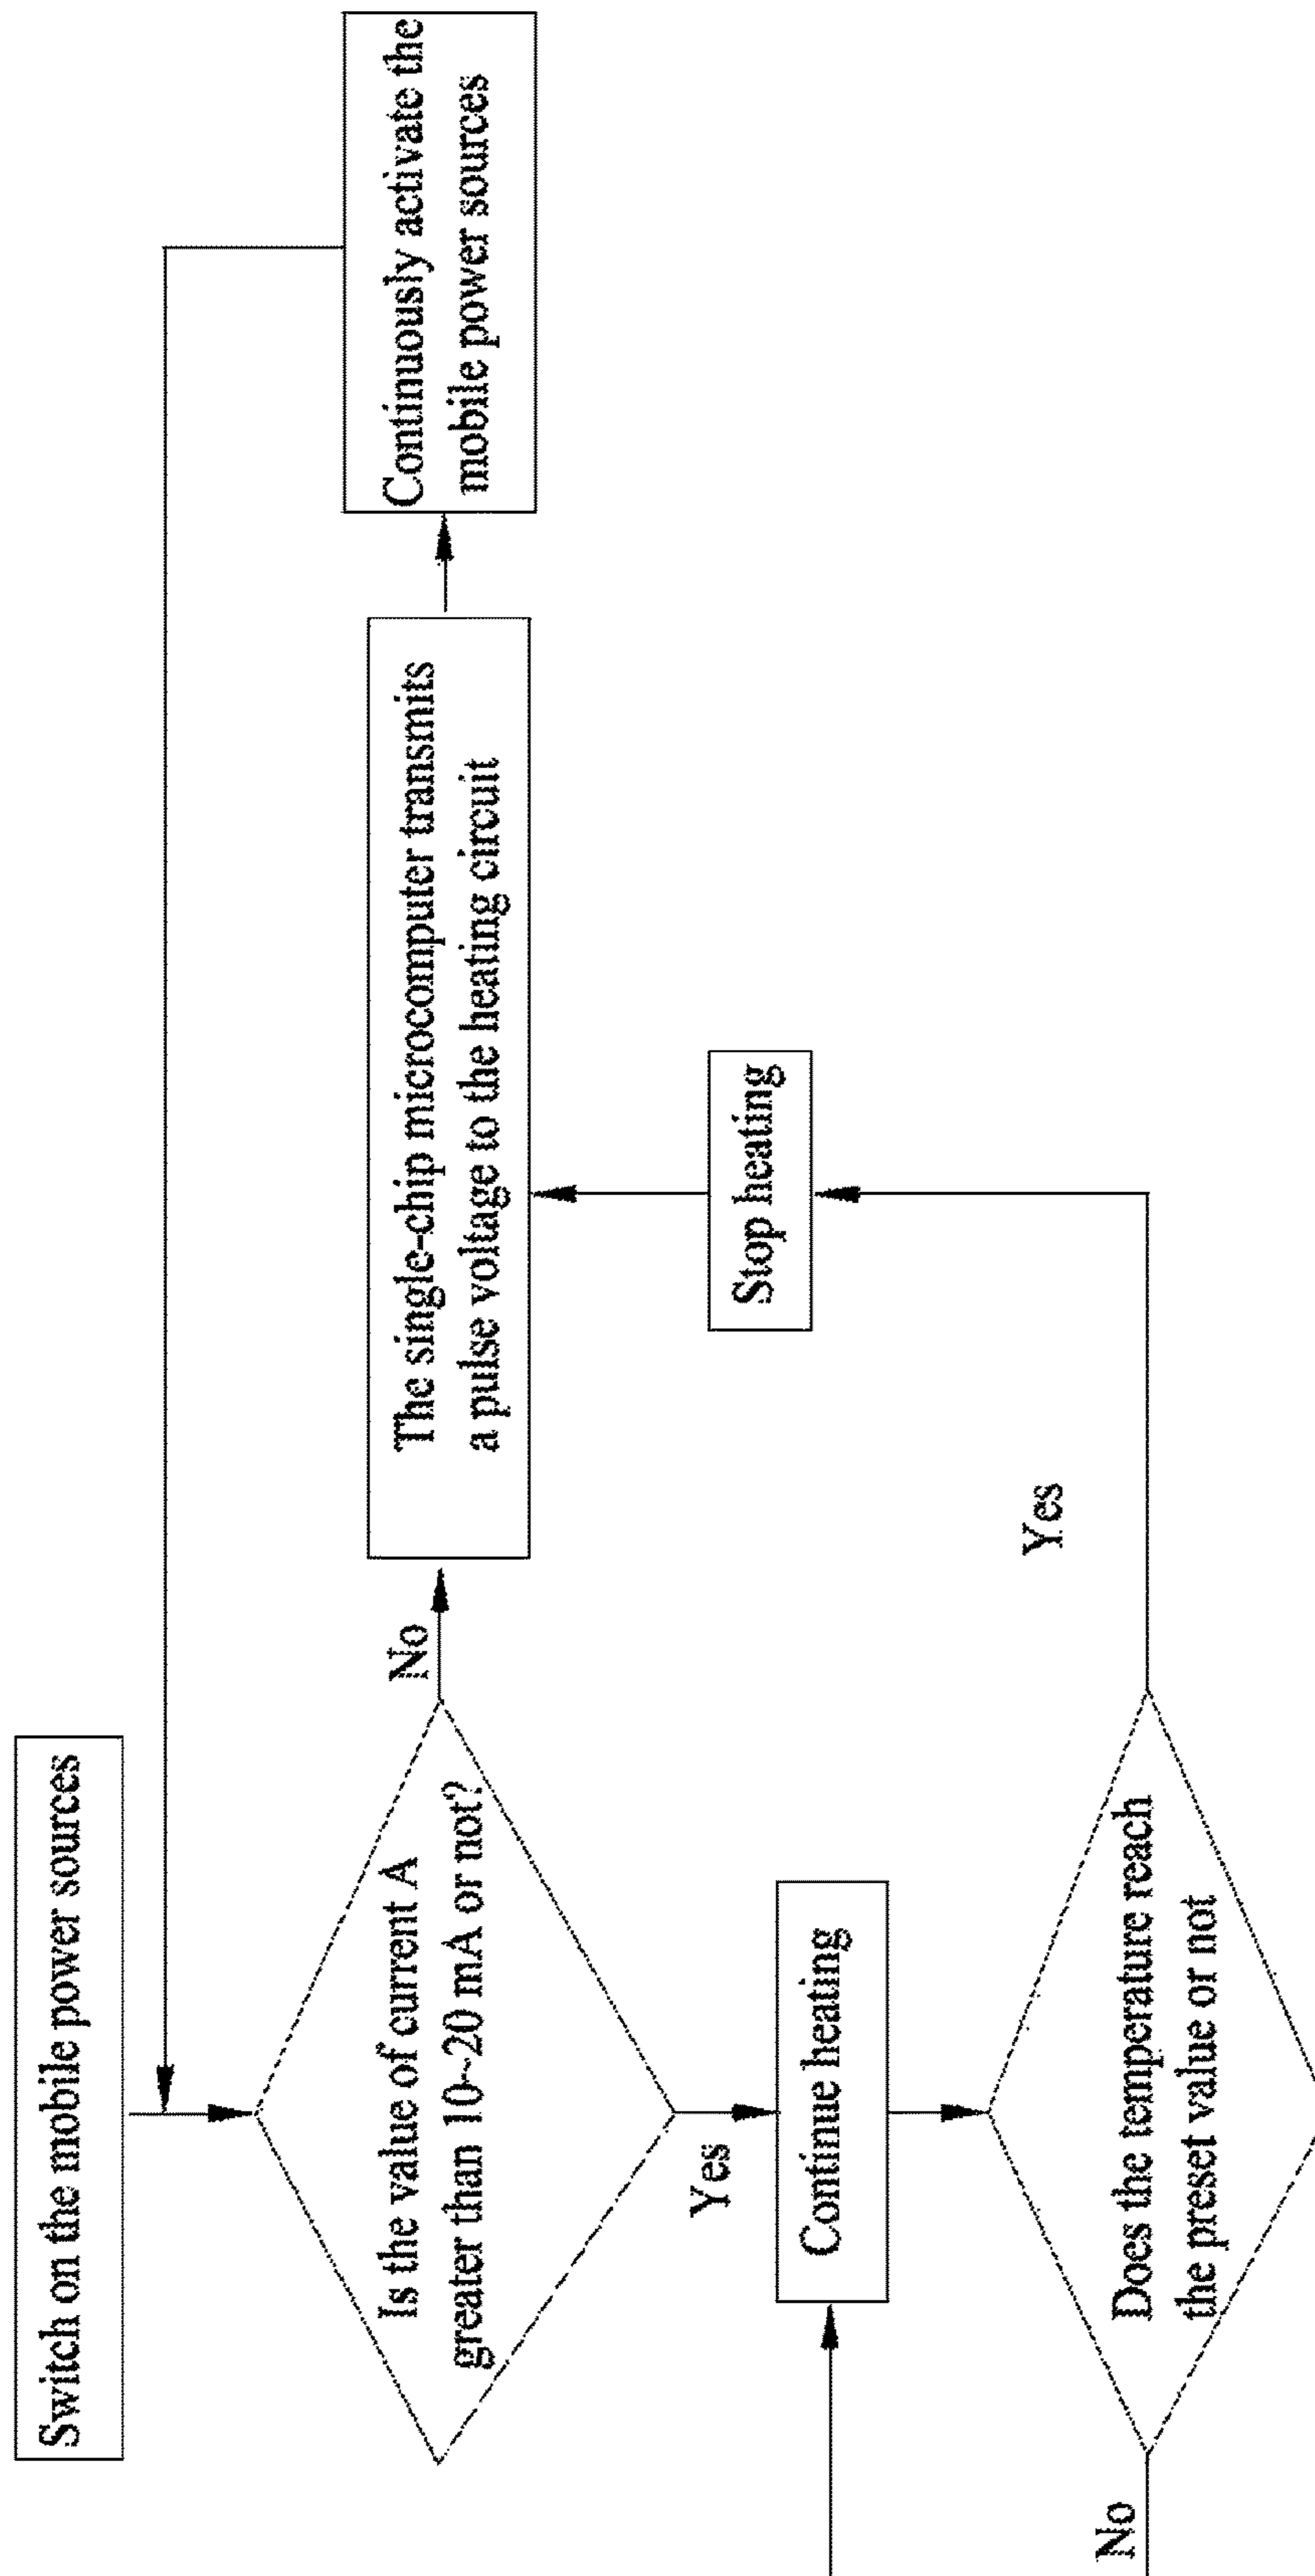 Switch on the mobile power sources
Is the value of current A
greater than 10~20 mA or not?
No
The single-chip microcomputer transmits
a pulse voltage to the heating circuit
Continuously activate the
mobile power sources
Yes
Continue heating
Stop heating
Does the temperature reach
the preset value or not
Yes
No